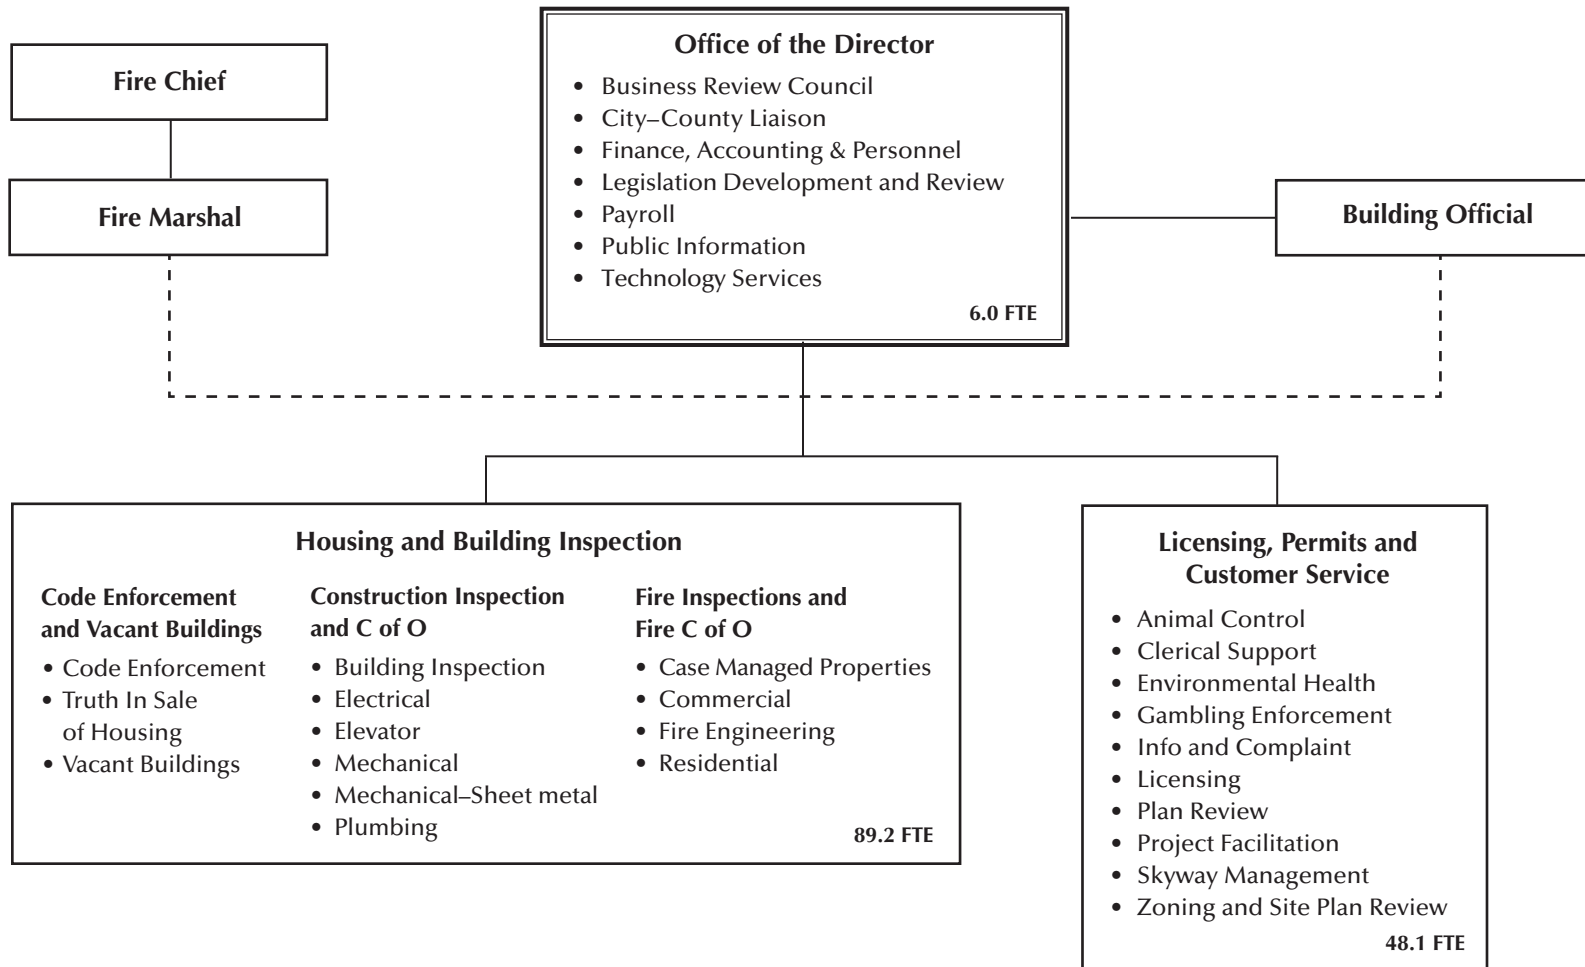 Fire Chief
Fire Marshal
Office of the Director
• Business Review Council
• City–County Liaison
• Finance, Accounting & Personnel
• Legislation Development and Review
• Payroll
• Public Information
• Technology Services
6.0 FTE
Building Official
Housing and Building Inspection
Code Enforcement
and Vacant Buildings
• Code Enforcement
• Truth In Sale
of Housing
• Vacant Buildings
Construction Inspection
and C of O
• Building Inspection
• Electrical
• Elevator
• Mechanical
• Mechanical–Sheet metal
• Plumbing
Fire Inspections and
Fire C of O
• Case Managed Properties
• Commercial
• Fire Engineering
• Residential
89.2 FTE
Licensing, Permits and
Customer Service
• Animal Control
• Clerical Support
• Environmental Health
• Gambling Enforcement
• Info and Complaint
• Licensing
• Plan Review
• Project Facilitation
• Skyway Management
• Zoning and Site Plan Review
48.1 FTE